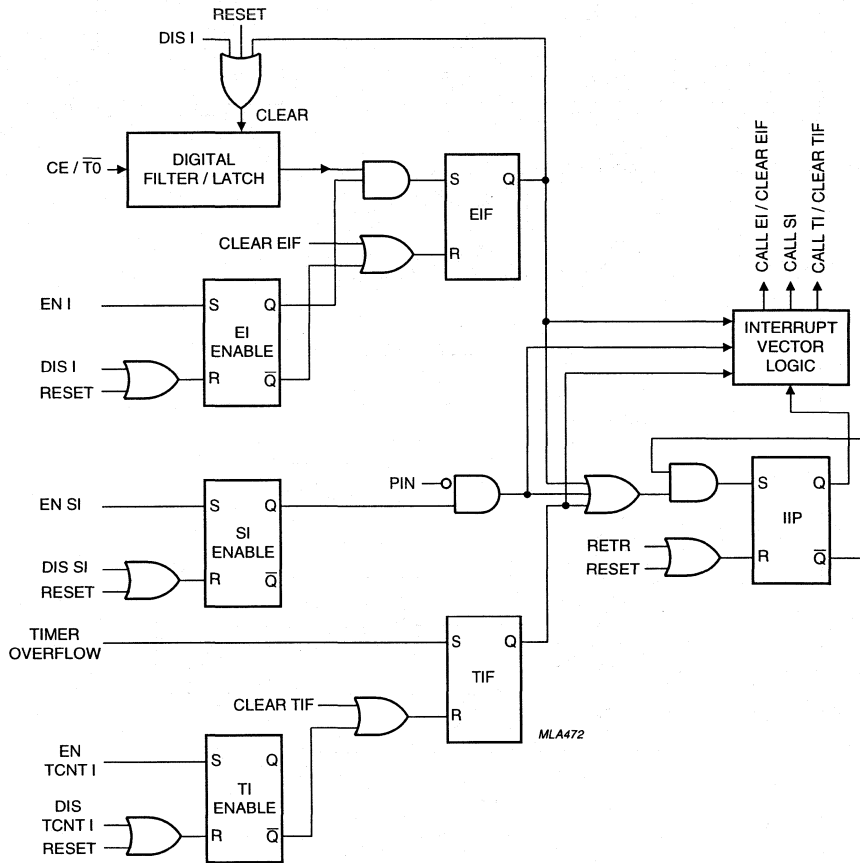 RESET
DIS I
CLEAR
CE / T̅0̅
DIGITAL
FILTER / LATCH
S
Q
EIF
R
CLEAR EIF
EN I
S
Q
EI
ENABLE
R
Q̅
DIS I
RESET
CALL EI / CLEAR EIF
CALL SI
CALL TI / CLEAR TIF
INTERRUPT
VECTOR
LOGIC
PIN
EN SI
S
Q
SI
ENABLE
R
Q̅
DIS SI
RESET
S
Q
IIP
R
Q̅
RETR
RESET
TIMER
OVERFLOW
S
Q
TIF
R
CLEAR TIF
MLA472
EN
TCNT I
S
Q
TI
ENABLE
R
Q̅
DIS
TCNT I
RESET